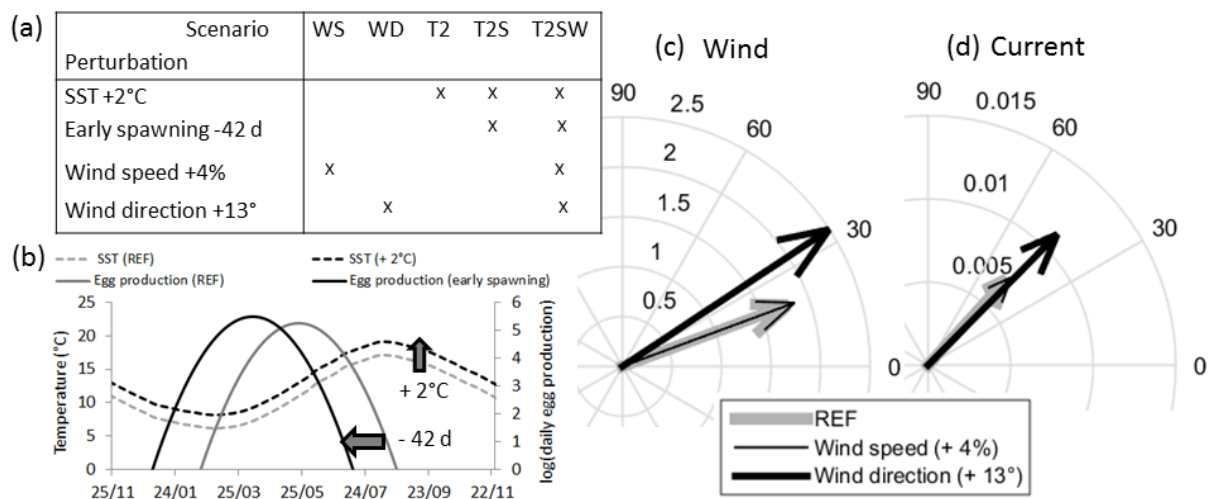 (a)
Scenario WS WD T2 T2S T2SW
Perturbation
SST +2°C x x x
Early spawning -42 d x x
Wind speed +4% x x
Wind direction +13° x x
(b)
SST (REF) SST (+ 2°C)
Egg production (REF) Egg production (early spawning)
Temperature (°C)
25
20
15
10
5
0
6
5
4
3
2
1
0
log(daily egg production)
+ 2°C
- 42 d
25/11 24/01 25/03 25/05 24/07 23/09 22/11
(c) Wind
90 2.5
60
2
1.5
30
1
0.5
0
(d) Current
90 0.015
60
0.01
30
0.005
0
REF
Wind speed (+ 4%)
Wind direction (+ 13°)